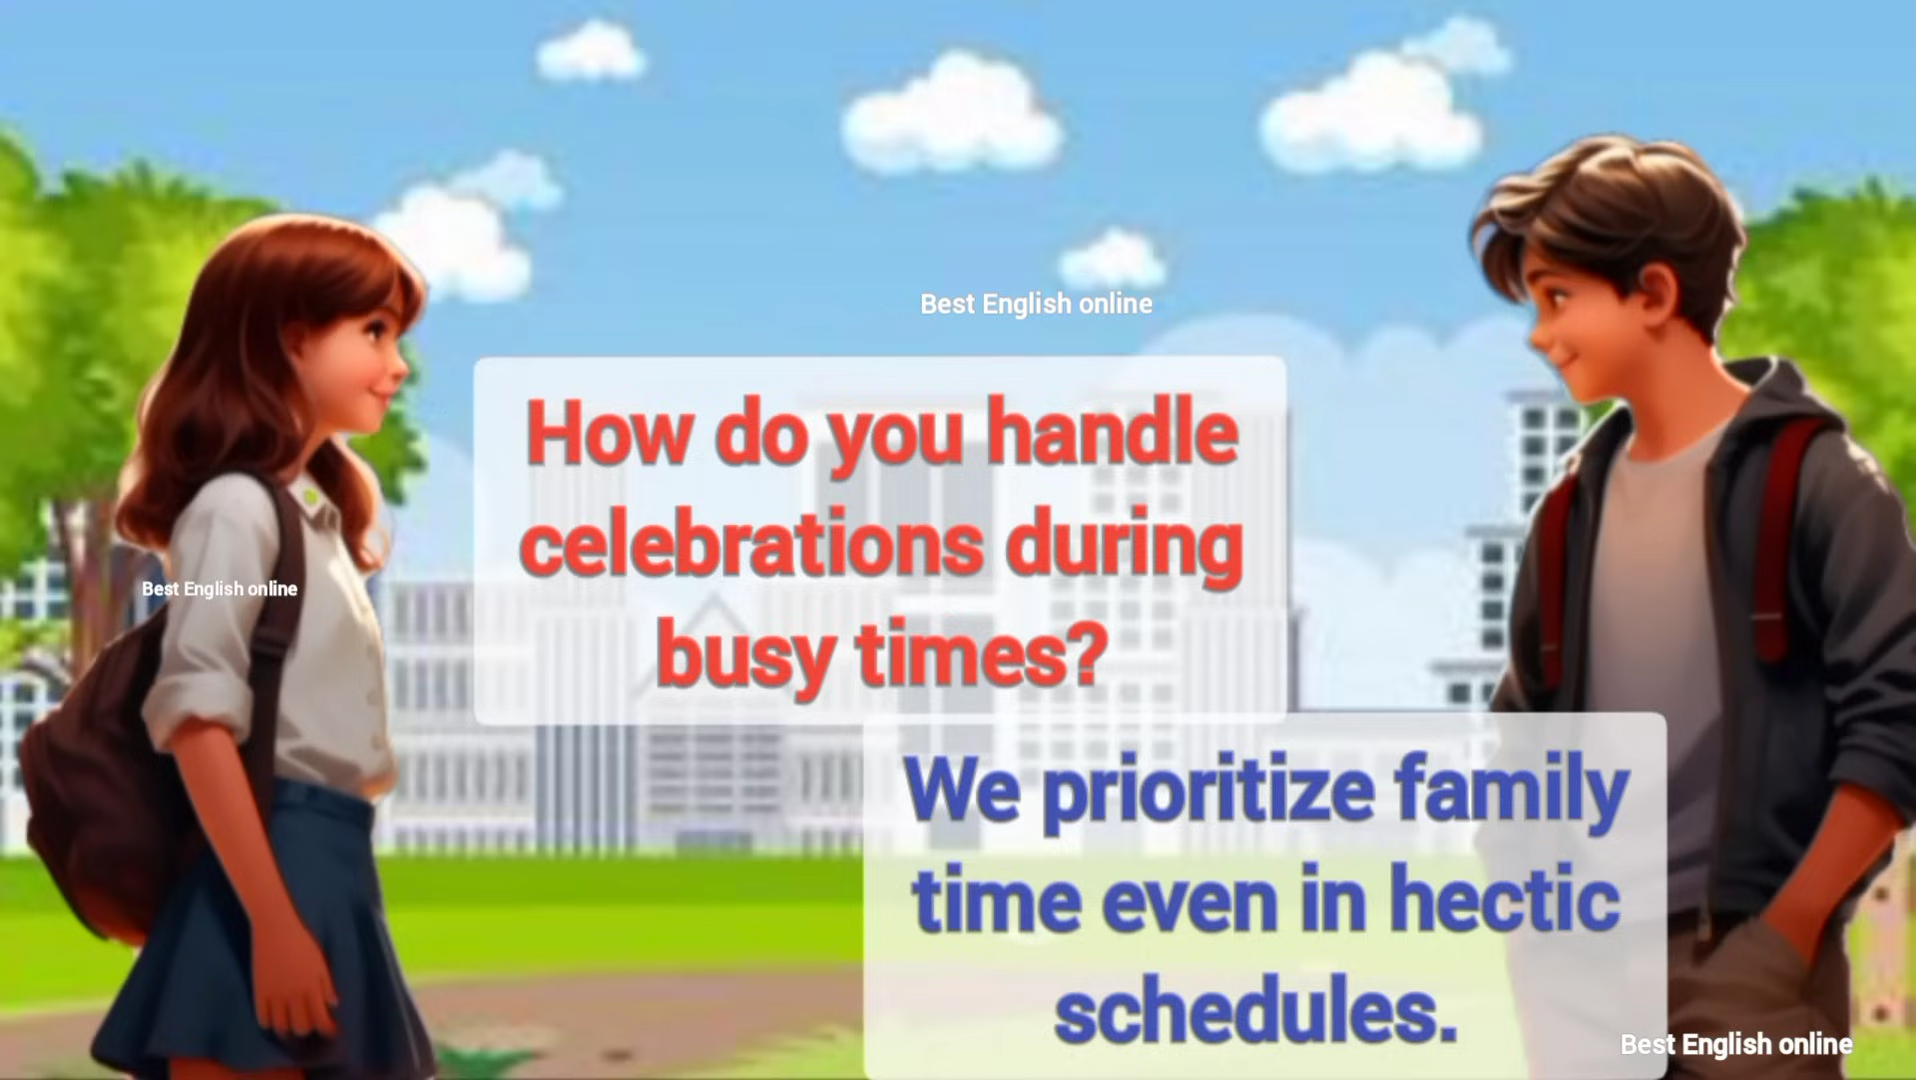 Best English online
How do you handle
celebrations during
busy times?
Best English online
We prioritize family
time even in hectic
schedules.
Best English online